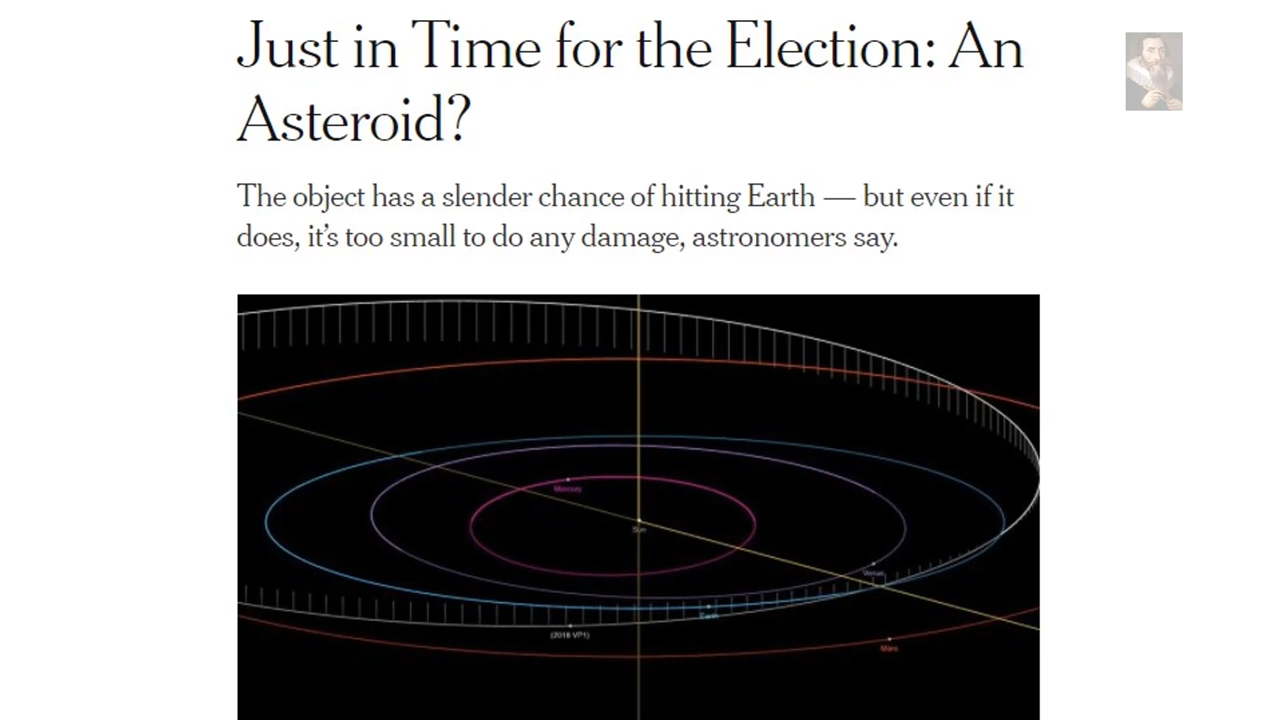 Just in Time for the Election: An
Asteroid?
The object has a slender chance of hitting Earth — but even if it
does, it's too small to do any damage, astronomers say.
Mercury
Sun
Venus
Earth
(2018 VP1)
Mars